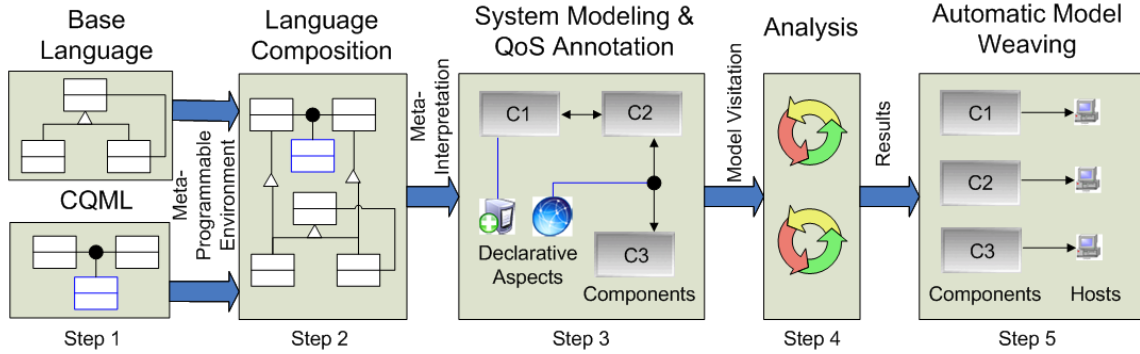 Base
Language
CQML
Step 1
Meta-
Programmable
Environment
Language
Composition
Step 2
Meta-
Interpretation
System Modeling &
QoS Annotation
C1
C2
C3
Declarative
Aspects
Components
Step 3
Model Visitation
Analysis
Step 4
Results
Automatic Model
Weaving
C1
C2
C3
Components
Hosts
Step 5